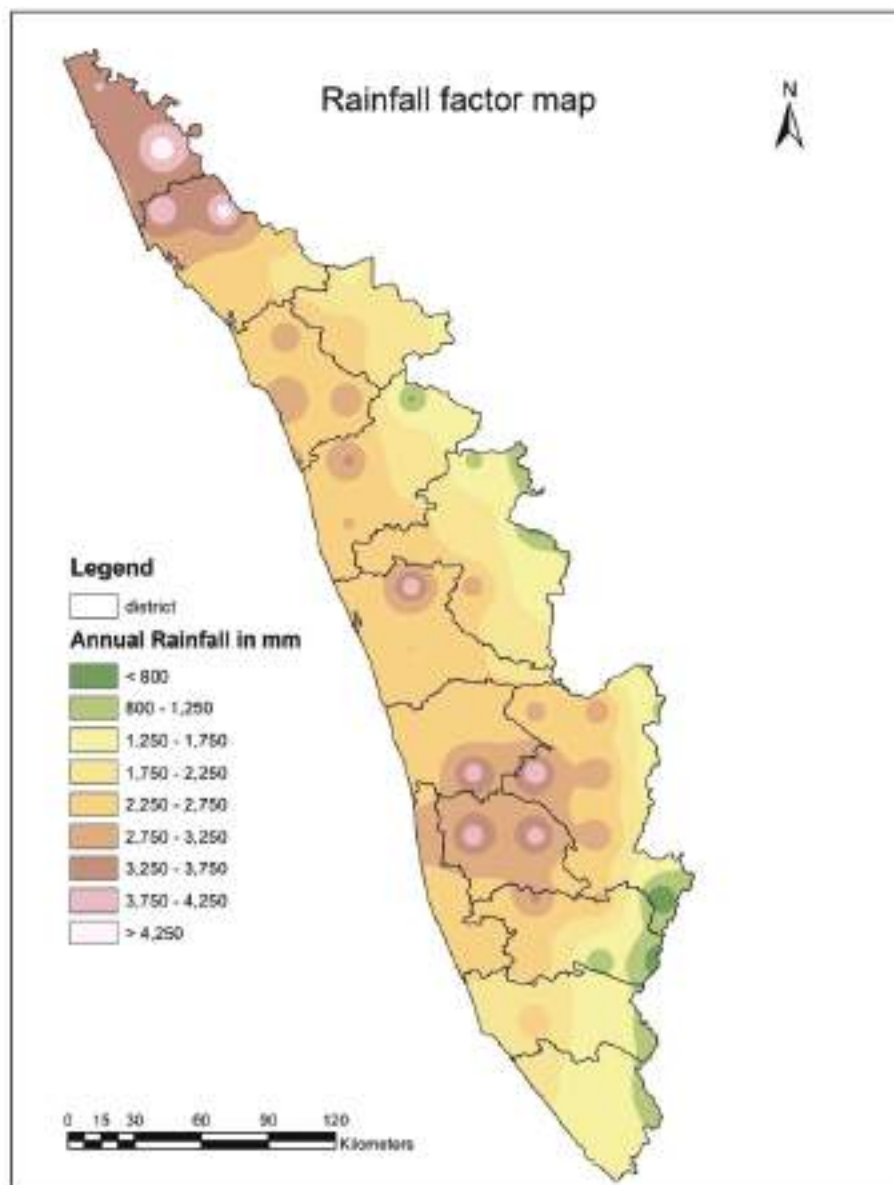 Rainfall factor map
N
Legend
district
Annual Rainfall in mm
< 800
800 - 1,250
1,250 - 1,750
1,750 - 2,250
2,250 - 2,750
2,750 - 3,250
3,250 - 3,750
3,750 - 4,250
> 4,250
0 15 30 60 90 120
Kilometers